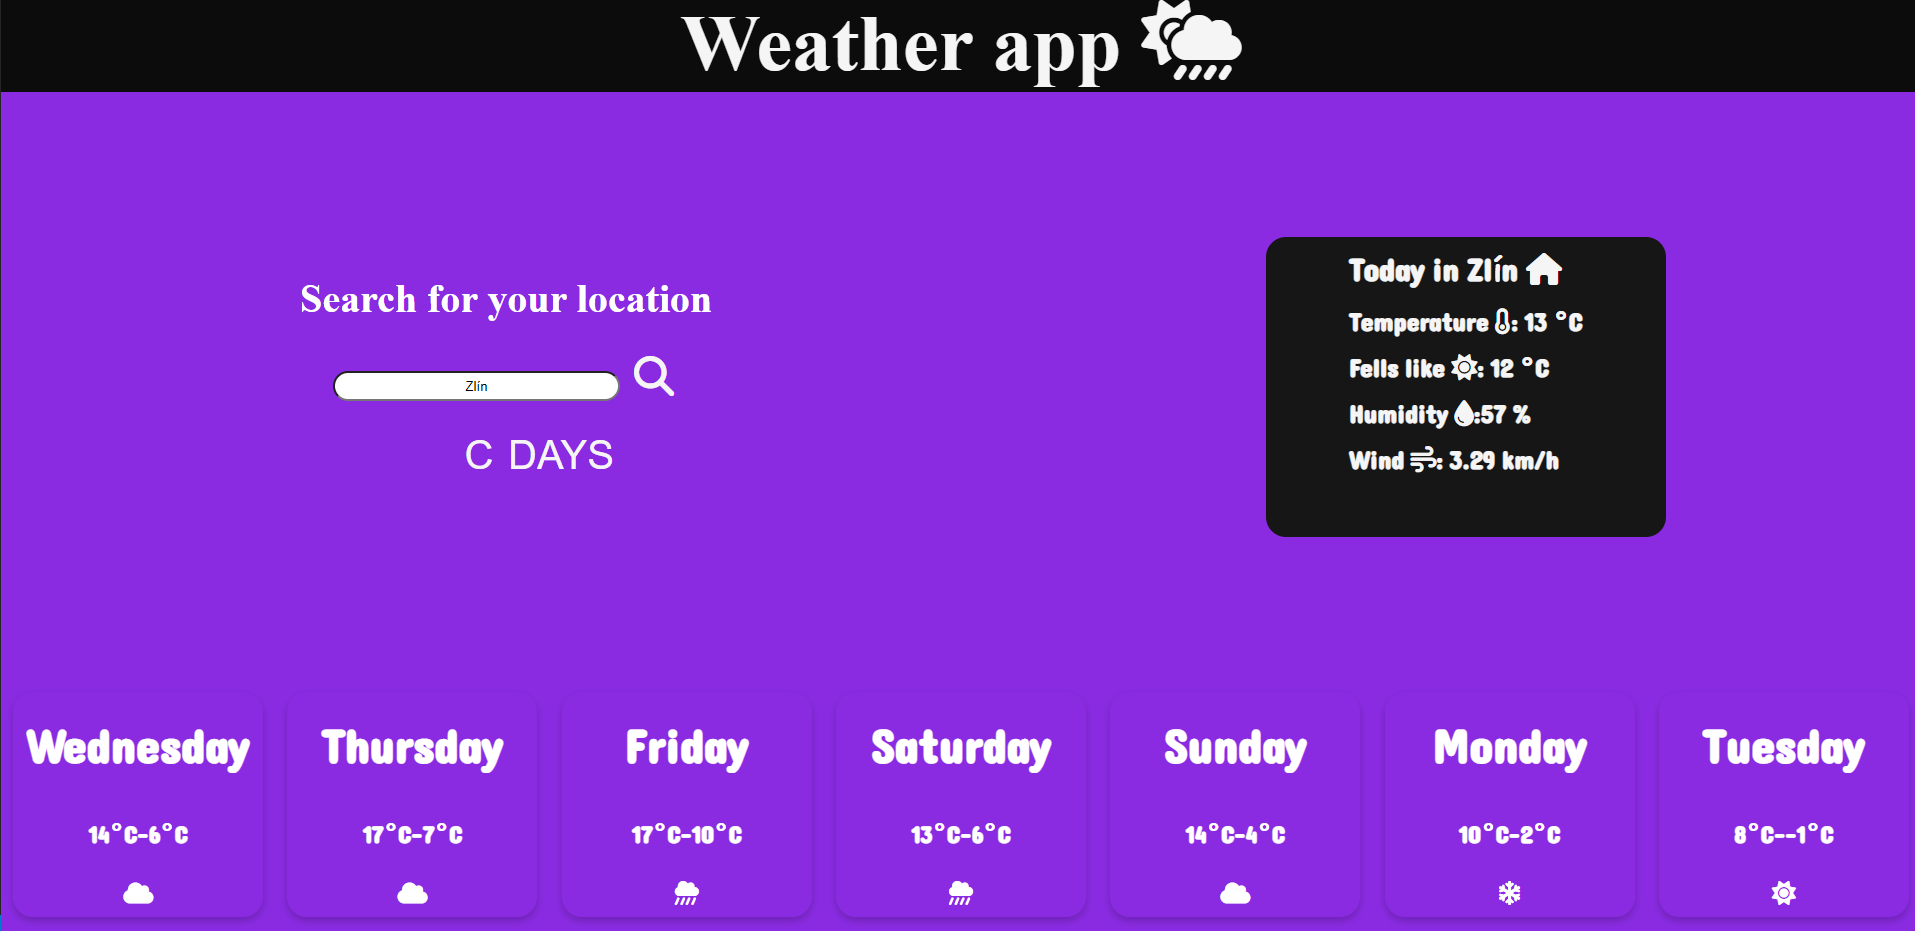 Weather app
Search for your location
Zlín
C DAYS
Today in Zlín
Temperature : 13 °C
Fells like : 12 °C
Humidity :57 %
Wind : 3.29 km/h
Wednesday
14°C-6°C
Thursday
17°C-7°C
Friday
17°C-10°C
Saturday
13°C-6°C
Sunday
14°C-4°C
Monday
10°C-2°C
Tuesday
8°C--1°C